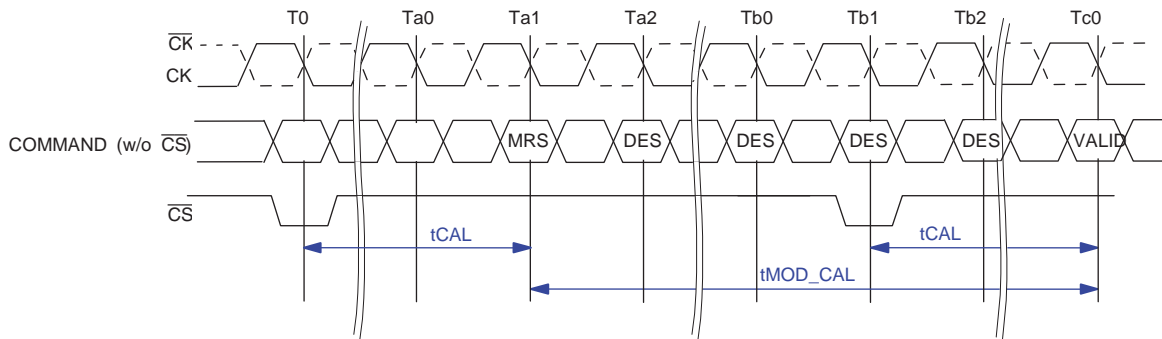 T0 Ta0 Ta1 Ta2 Tb0 Tb1 Tb2 Tc0
CK
CK
COMMAND (w/o CS)
MRS DES DES DES DES VALID
CS
tCAL tCAL
tMOD_CAL